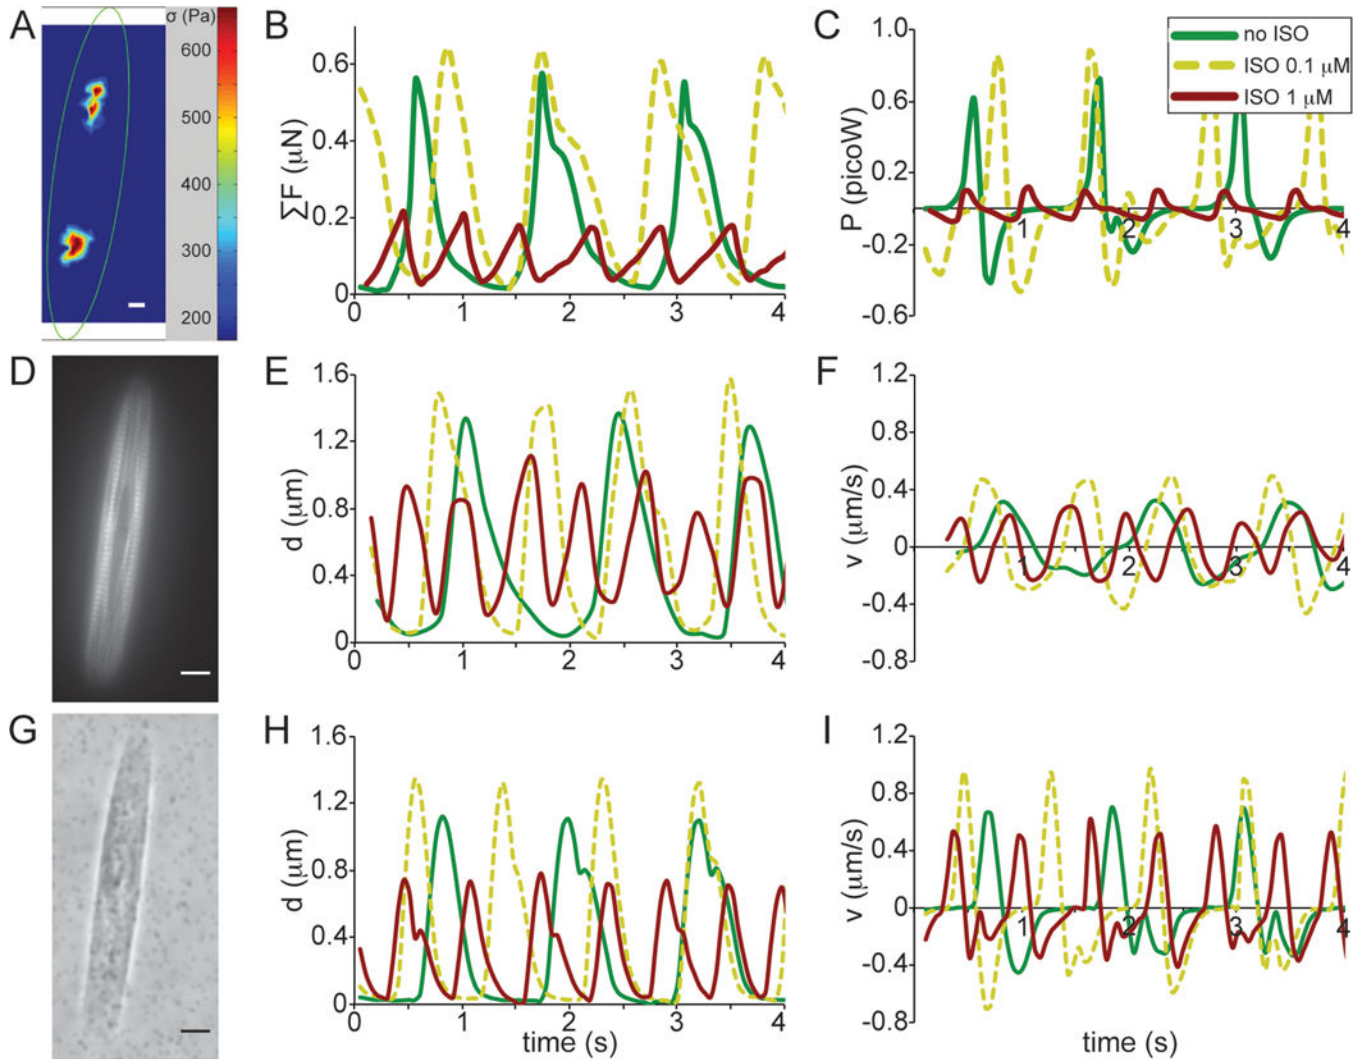 A
σ (Pa)
600
500
400
300
200
B
ΣF (μN)
0.6
0.4
0.2
0
0 1 2 3 4
C
P (picoW)
1.0
0.6
0.2
-0.2
-0.6
1 2 3 4
no ISO
ISO 0.1 μM
ISO 1 μM
D
E
d (μm)
1.6
1.2
0.8
0.4
0
0 1 2 3 4
F
v (μm/s)
1.2
0.8
0.4
0
-0.4
-0.8
1 2 3 4
G
H
d (μm)
1.6
1.2
0.8
0.4
0
0 1 2 3 4
time (s)
I
v (μm/s)
1.2
0.8
0.4
0
-0.4
-0.8
1 2 3 4
time (s)